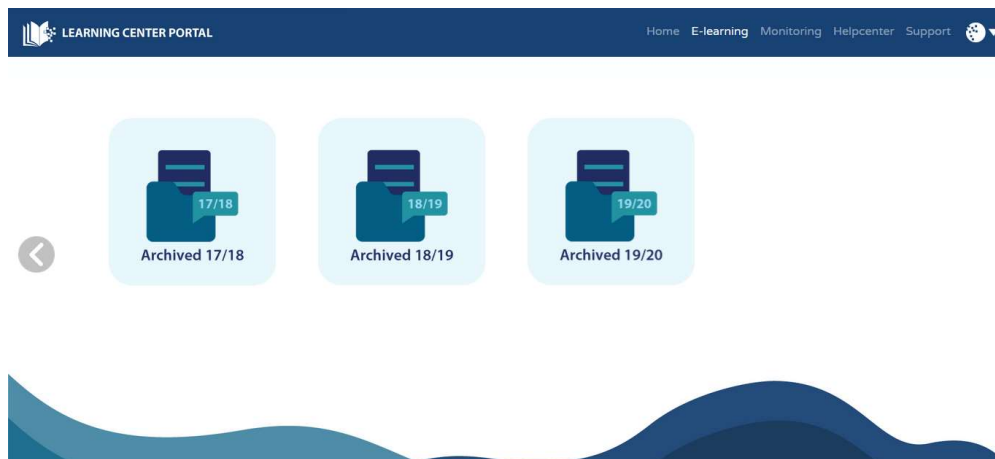 LEARNING CENTER PORTAL
Home E-learning Monitoring Helpcenter Support
17/18
18/19
19/20
Archived 17/18
Archived 18/19
Archived 19/20